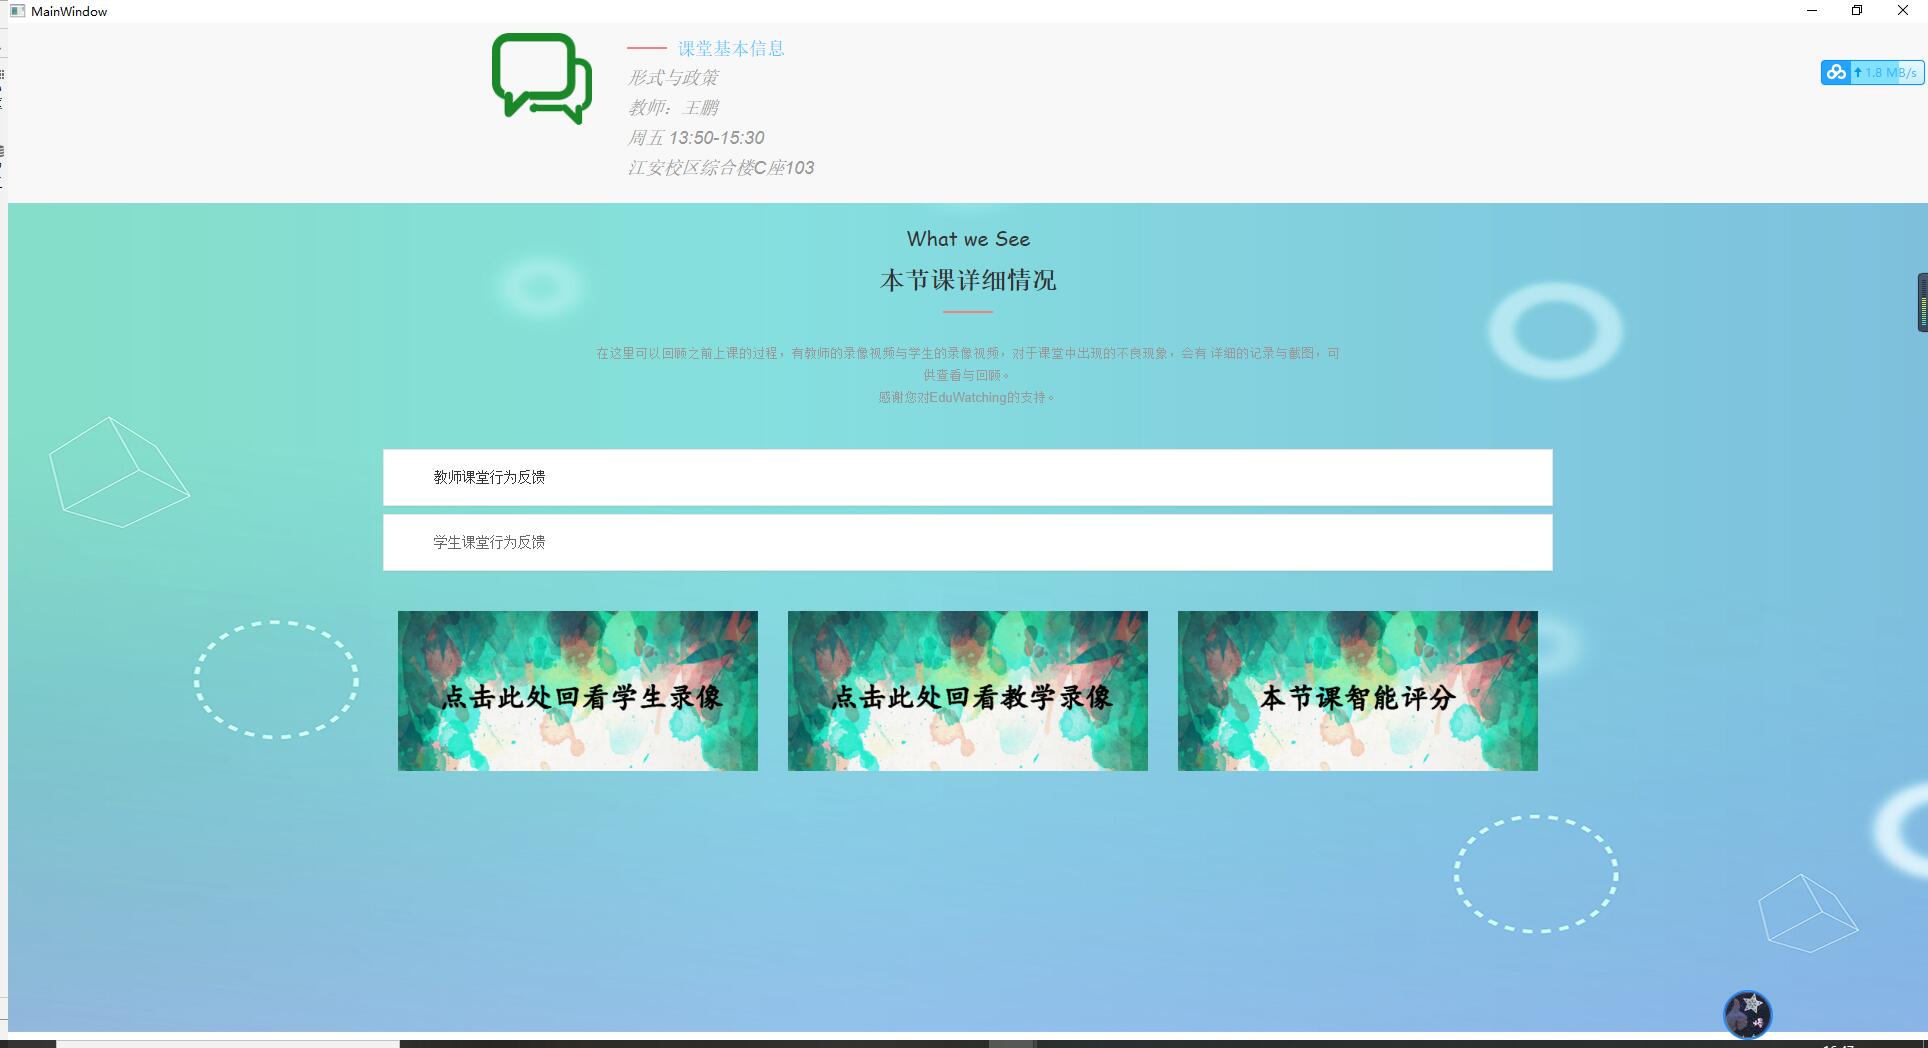 MainWindow
课堂基本信息
形式与政策
1.8 MB/s
教师：王鹏
周五 13:50-15:30
江安校区综合楼C座103
What we See
本节课详细情况
在这里可以回顾之前上课的过程，有教师的录像视频与学生的录像视频，对于课堂中出现的不良现象，会有 详细的记录与截图，可
供查看与回顾。
感谢您对EduWatching的支持。
教师课堂行为反馈
学生课堂行为反馈
点击此处回看学生录像
点击此处回看教学录像
本节课智能评分